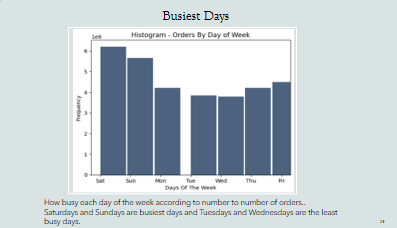 Busiest Days
1e6
Histogram - Orders By Day of Week
6
5
4
3
2
1
0
Frequency
Sat Sun Mon Tue Wed Thu Fri
Days Of The Week
How busy each day of the week according to number to number of orders..
Saturdays and Sundays are busiest days and Tuesdays and Wednesdays are the least
busy days.